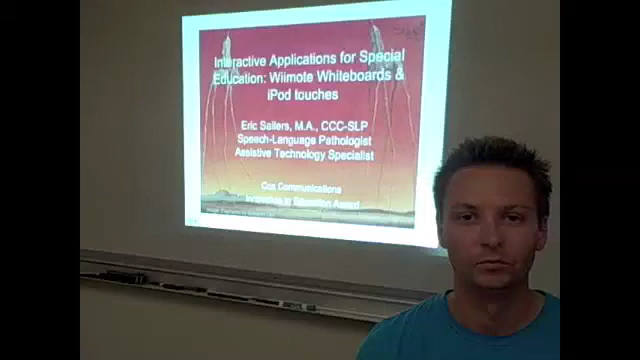 Interactive Applications for Special
Education: Wiimote Whiteboards &
iPod touches
Eric Sailers, M.A., CCC-SLP
Speech-Language Pathologist
Assistive Technology Specialist
Cox Communications
Innovation in Education Award